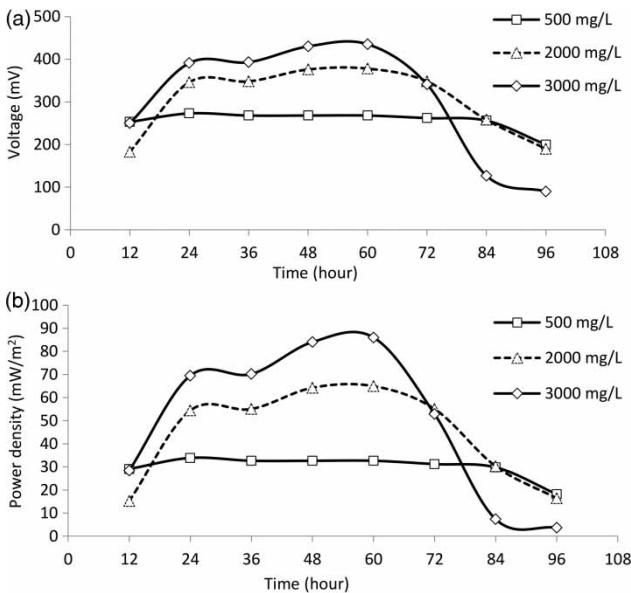 (a)
500
400
300
200
100
0
Voltage (mV)
500 mg/L
2000 mg/L
3000 mg/L
0 12 24 36 48 60 72 84 96 108
Time (hour)
(b)
100
90
80
70
60
50
40
30
20
10
0
Power density (mW/m²)
500 mg/L
2000 mg/L
3000 mg/L
0 12 24 36 48 60 72 84 96 108
Time (hour)